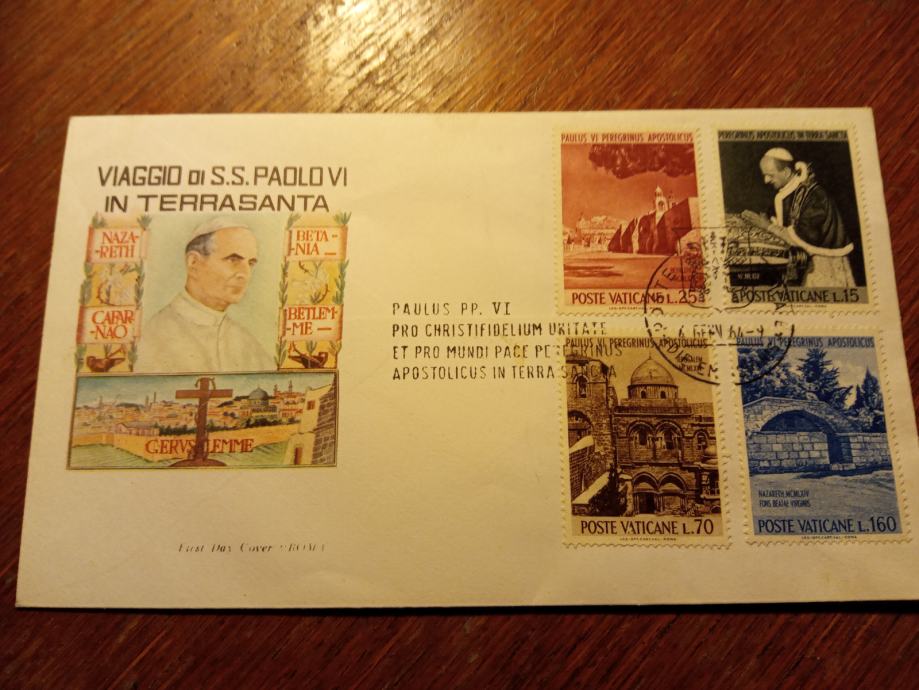 VIAGGIO DI S.S. PAOLO VI
IN TERRASANTA
NAZA-
RETH
CAFAR-
NAO
BETA-
NIA
BETLEM-
ME
GERUSALEMME
First Day Cover ROMA
PAULUS PP. VI
PRO CHRISTIFIDELIUM UNITATE
ET PRO MUNDI PACE PEREGRINUS
APOSTOLICUS IN TERRA SANCTA
PAULUS VI PEREGRINUS APOSTOLICUS
POSTE VATICANE L.25
PEREGRINUS APOSTOLICUS IN TERRA SANCTA
POSTE VATICANE L.15
PAULUS VI PEREGRINUS APOSTOLICUS
POSTE VATICANE L.70
PAULUS VI PEREGRINUS APOSTOLICUS
NAZARETH MCMLXIV
FONS BEATAE VIRGINIS
POSTE VATICANE L.160